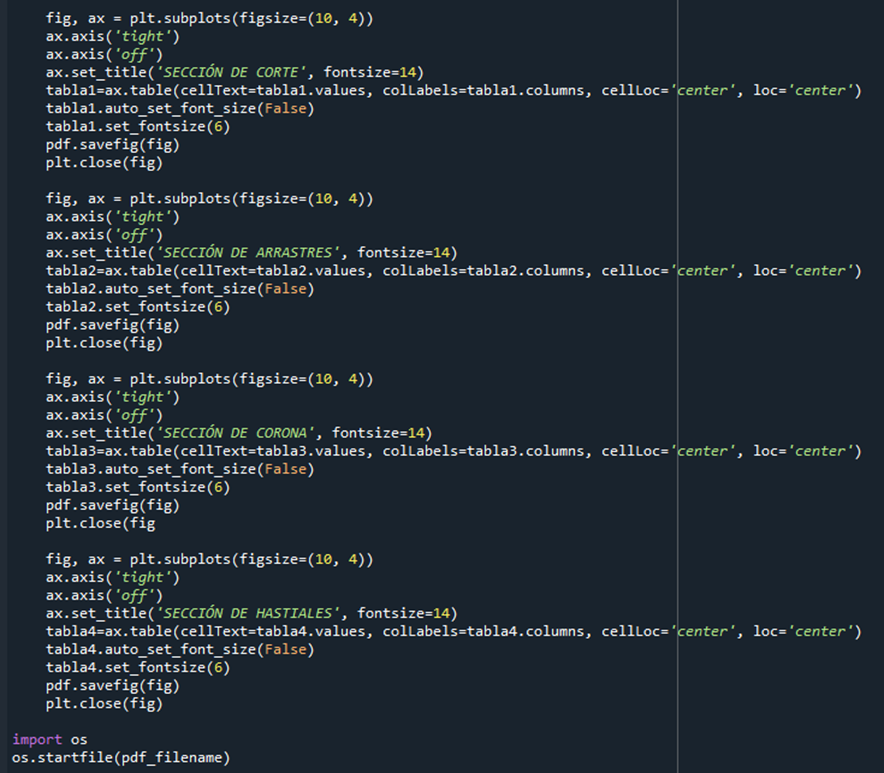 fig, ax = plt.subplots(figsize=(10, 4))
ax.axis('tight')
ax.axis('off')
ax.set_title('SECCIÓN DE CORTE', fontsize=14)
tabla1=ax.table(cellText=tabla1.values, colLabels=tabla1.columns, cellLoc='center', loc='center')
tabla1.auto_set_font_size(False)
tabla1.set_fontsize(6)
pdf.savefig(fig)
plt.close(fig)
fig, ax = plt.subplots(figsize=(10, 4))
ax.axis('tight')
ax.axis('off')
ax.set_title('SECCIÓN DE ARRASTRES', fontsize=14)
tabla2=ax.table(cellText=tabla2.values, colLabels=tabla2.columns, cellLoc='center', loc='center')
tabla2.auto_set_font_size(False)
tabla2.set_fontsize(6)
pdf.savefig(fig)
plt.close(fig)
fig, ax = plt.subplots(figsize=(10, 4))
ax.axis('tight')
ax.axis('off')
ax.set_title('SECCIÓN DE CORONA', fontsize=14)
tabla3=ax.table(cellText=tabla3.values, colLabels=tabla3.columns, cellLoc='center', loc='center')
tabla3.auto_set_font_size(False)
tabla3.set_fontsize(6)
pdf.savefig(fig)
plt.close(fig
fig, ax = plt.subplots(figsize=(10, 4))
ax.axis('tight')
ax.axis('off')
ax.set_title('SECCIÓN DE HASTIALES', fontsize=14)
tabla4=ax.table(cellText=tabla4.values, colLabels=tabla4.columns, cellLoc='center', loc='center')
tabla4.auto_set_font_size(False)
tabla4.set_fontsize(6)
pdf.savefig(fig)
plt.close(fig)
import os
os.startfile(pdf_filename)